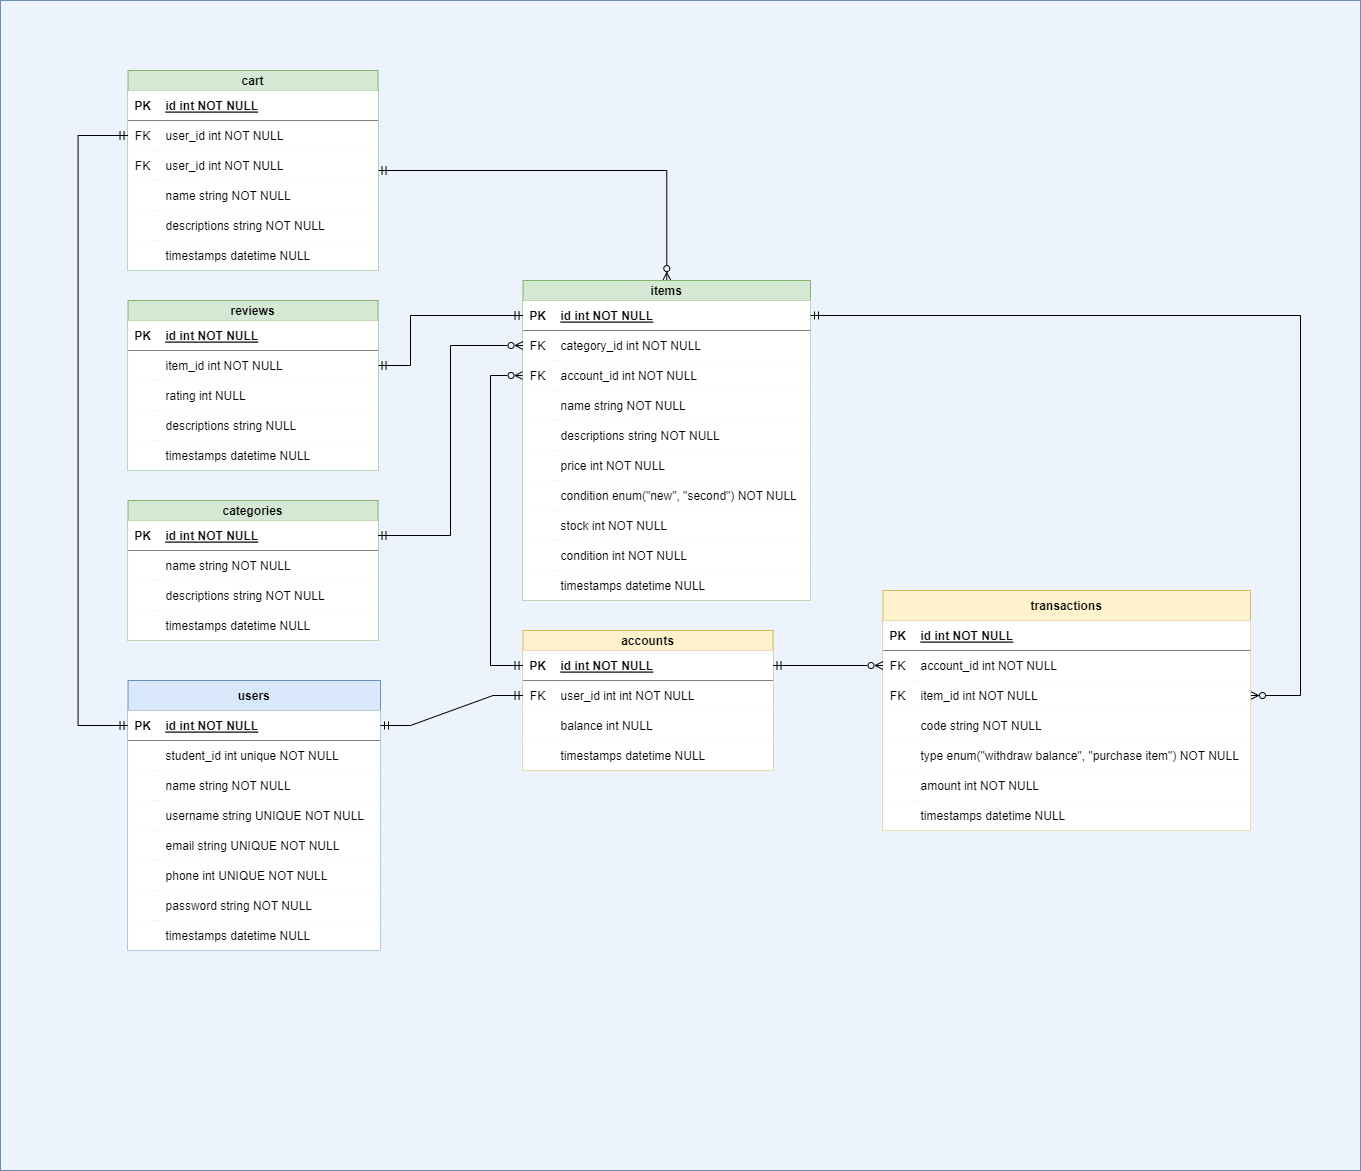 cart
PK id int NOT NULL
FK user_id int NOT NULL
FK user_id int NOT NULL
name string NOT NULL
descriptions string NOT NULL
timestamps datetime NULL
reviews
PK id int NOT NULL
item_id int NOT NULL
rating int NULL
descriptions string NULL
timestamps datetime NULL
categories
PK id int NOT NULL
name string NOT NULL
descriptions string NOT NULL
timestamps datetime NULL
users
PK id int NOT NULL
student_id int unique NOT NULL
name string NOT NULL
username string UNIQUE NOT NULL
email string UNIQUE NOT NULL
phone int UNIQUE NOT NULL
password string NOT NULL
timestamps datetime NULL
items
PK id int NOT NULL
FK category_id int NOT NULL
FK account_id int NOT NULL
name string NOT NULL
descriptions string NOT NULL
price int NOT NULL
condition enum("new", "second") NOT NULL
stock int NOT NULL
condition int NOT NULL
timestamps datetime NULL
accounts
PK id int NOT NULL
FK user_id int int NOT NULL
balance int NULL
timestamps datetime NULL
transactions
PK id int NOT NULL
FK account_id int NOT NULL
FK item_id int NOT NULL
code string NOT NULL
type enum("withdraw balance", "purchase item") NOT NULL
amount int NOT NULL
timestamps datetime NULL